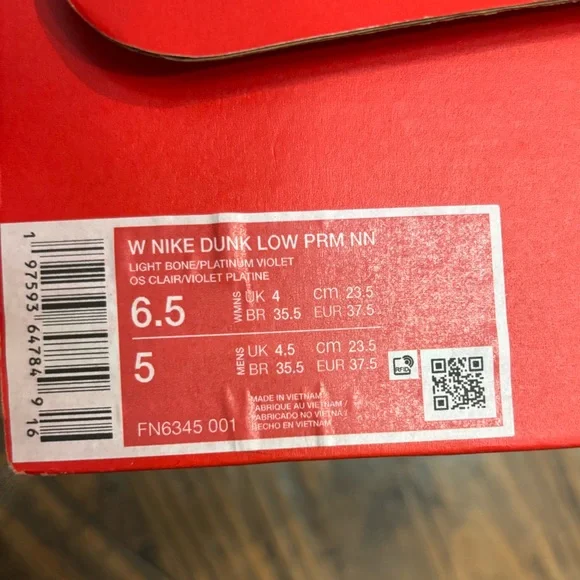 W NIKE DUNK LOW PRM NN
LIGHT BONE/PLATINUM VIOLET
OS CLAIR/VIOLET PLATINE
6.5 WMNS UK 4 cm 23.5
BR 35.5 EUR 37.5
5 MENS UK 4.5 cm 23.5
BR 35.5 EUR 37.5
RFID
MADE IN VIETNAM /
FABRIQUE AU VIETNAM /
FABRICADO NO VIETNAM /
HECHO EN VIETNAM
FN6345 001
1 97593 64784 9 16